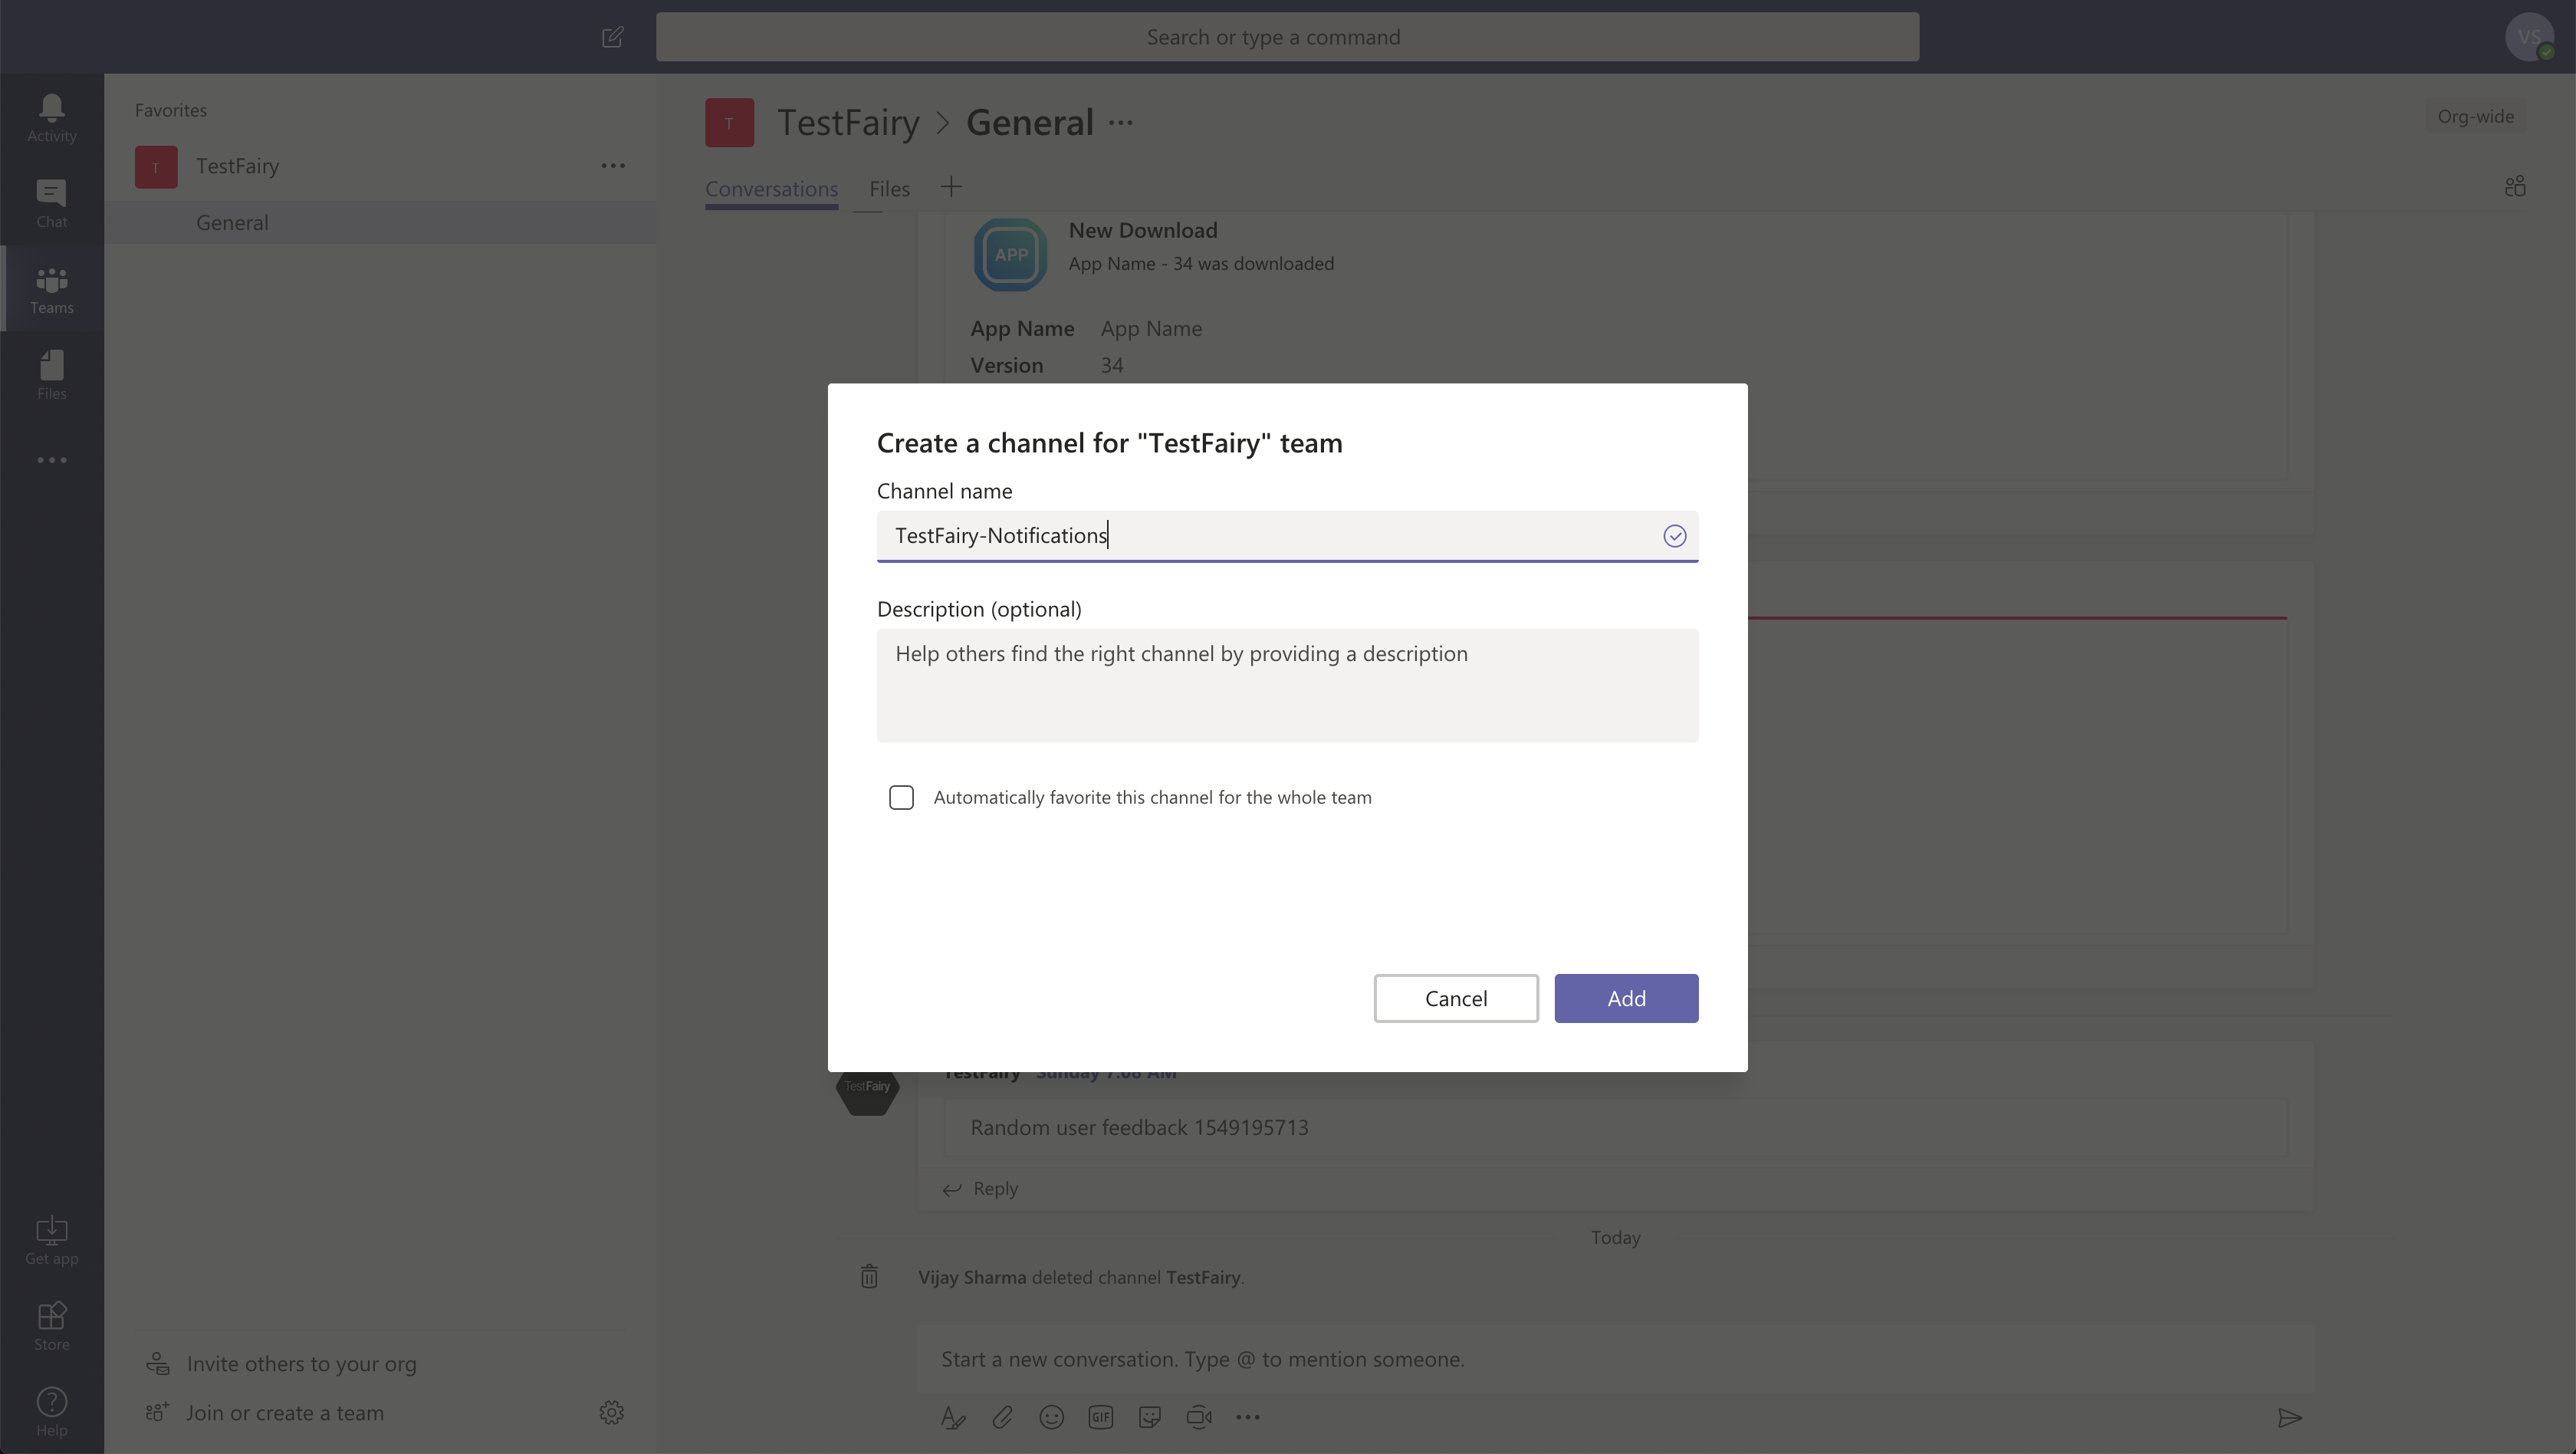 Search or type a command
VS
Activity
Chat
Teams
Files
Get app
Store
Help
Favorites
T
TestFairy
General
Invite others to your org
Join or create a team
T
TestFairy
General
Org-wide
Conversations
Files
APP
New Download
App Name - 34 was downloaded
App Name
App Name
Version
34
Create a channel for "TestFairy" team
Channel name
TestFairy-Notifications
Description (optional)
Help others find the right channel by providing a description
Automatically favorite this channel for the whole team
Cancel
Add
TestFairy
TestFairy Sunday 7:08 AM
Random user feedback 1549195713
Reply
Today
Vijay Sharma deleted channel TestFairy.
Start a new conversation. Type @ to mention someone.
GIF